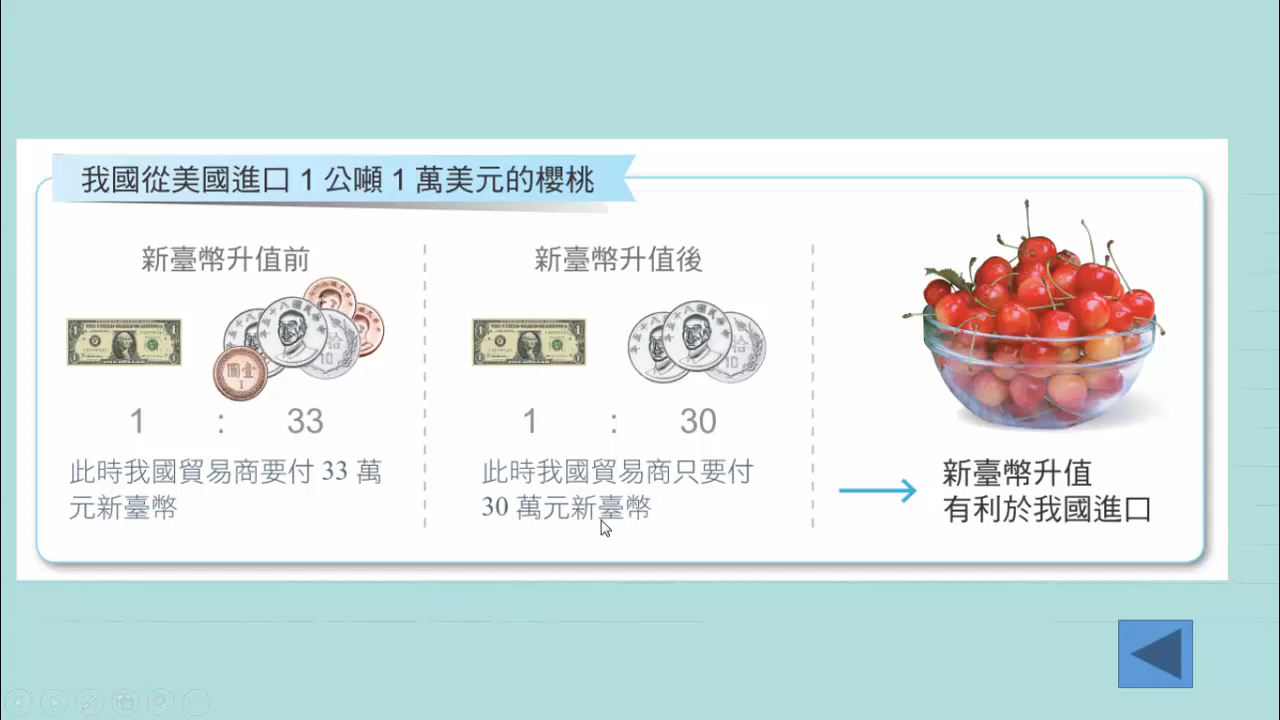 我國從美國進口 1 公噸 1 萬美元的櫻桃
新臺幣升值前
1 : 33
此時我國貿易商要付 33 萬
元新臺幣
新臺幣升值後
1 : 30
此時我國貿易商只要付
30 萬元新臺幣
新臺幣升值
有利於我國進口